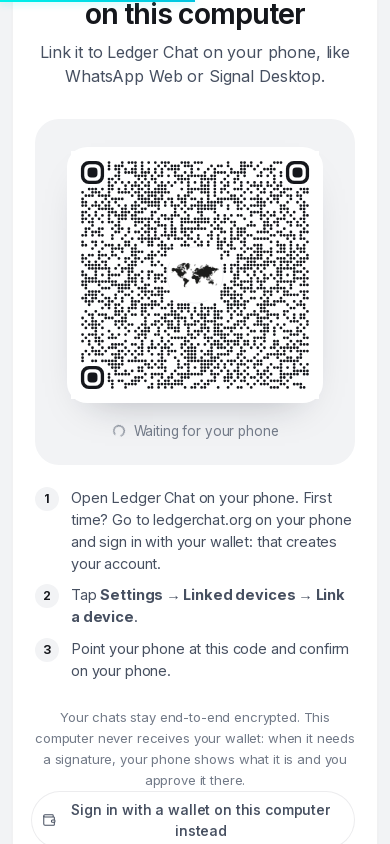 on this computer
Link it to Ledger Chat on your phone, like
WhatsApp Web or Signal Desktop.
Waiting for your phone
1 Open Ledger Chat on your phone. First
time? Go to ledgerchat.org on your phone
and sign in with your wallet: that creates
your account.
2 Tap Settings → Linked devices → Link
a device.
3 Point your phone at this code and confirm
on your phone.
Your chats stay end-to-end encrypted. This
computer never receives your wallet: when it needs
a signature, your phone shows what it is and you
approve it there.
Sign in with a wallet on this computer
instead